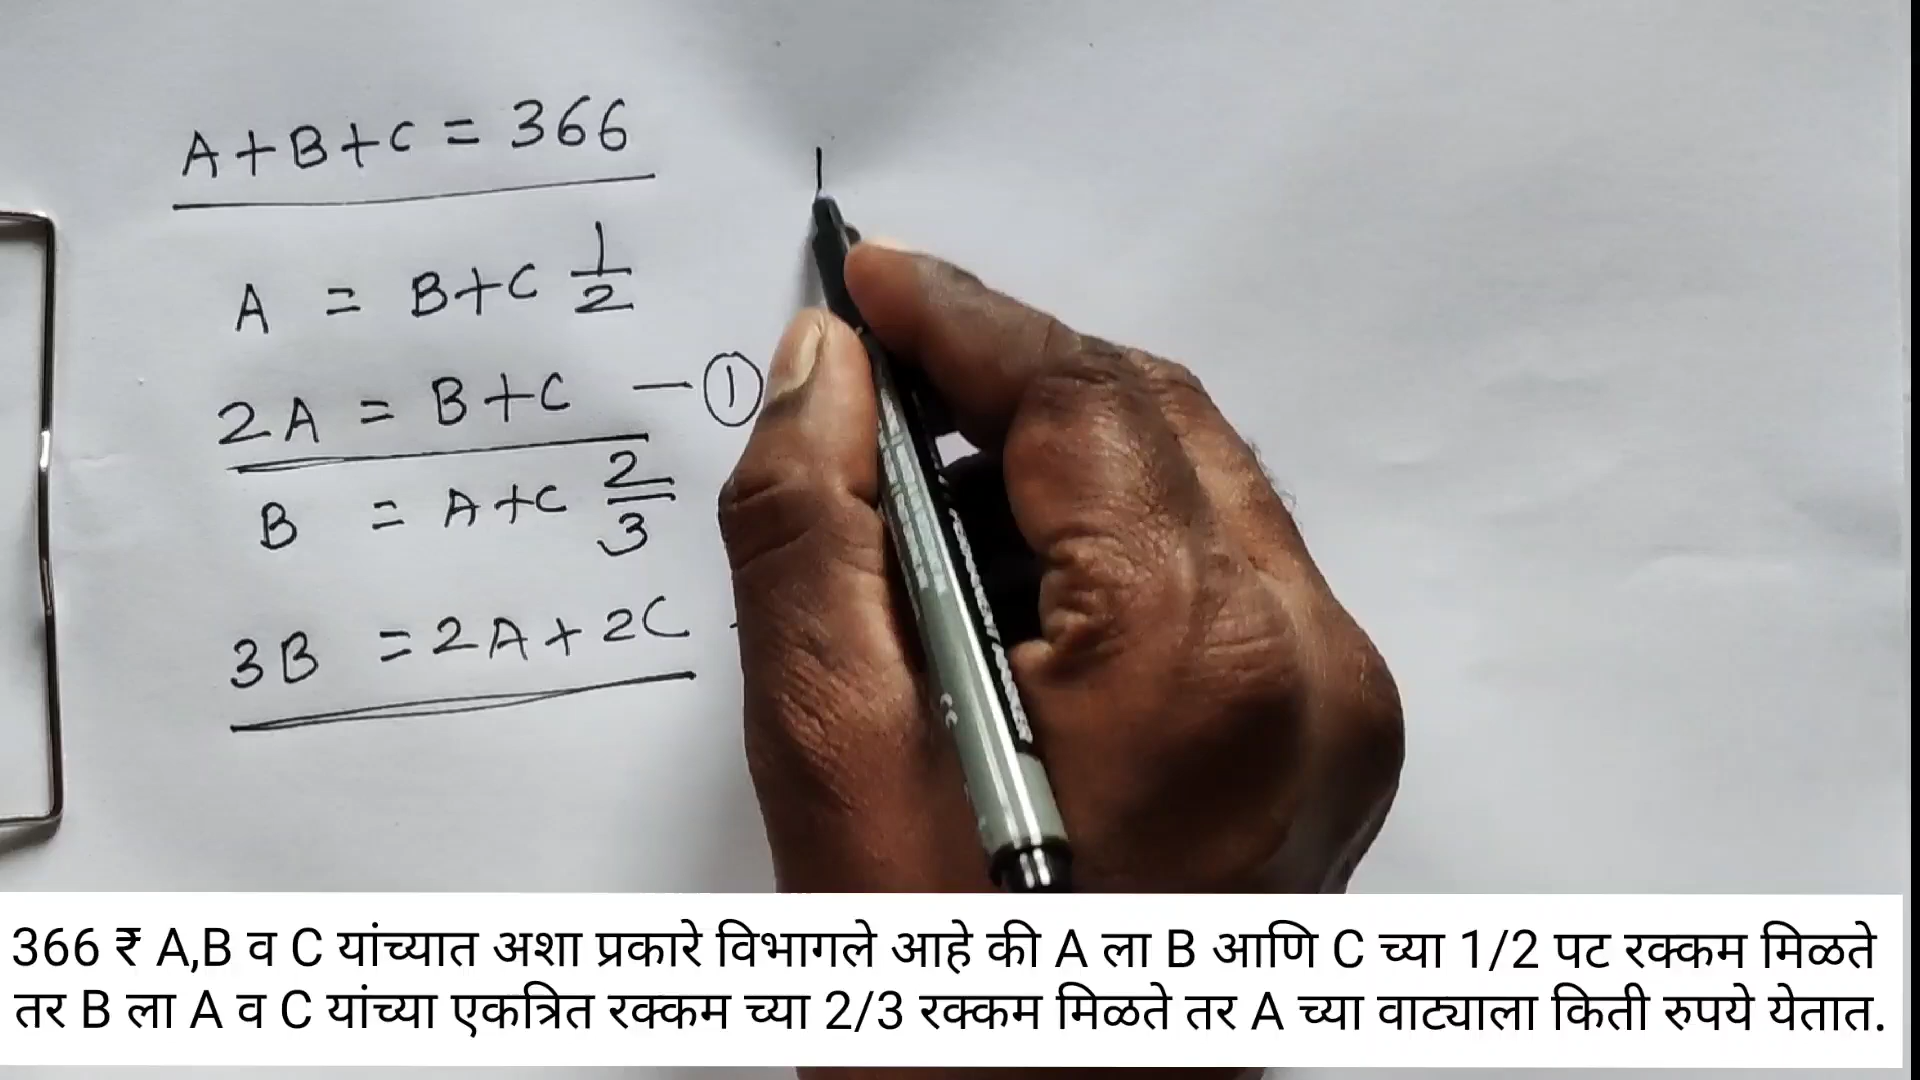 A+B+C = 366
A = B+C 1/2
2A = B+C — ①
B = A+C 2/3
3B = 2A+2C
366 ₹ A,B व C यांच्यात अशा प्रकारे विभागले आहे की A ला B आणि C च्या 1/2 पट रक्कम मिळते
तर B ला A व C यांच्या एकत्रित रक्कम च्या 2/3 रक्कम मिळते तर A च्या वाट्याला किती रुपये येतात.